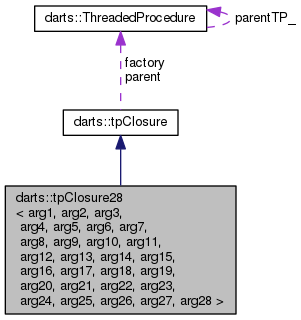 darts::ThreadedProcedure
parentTP_
factory
parent
darts::tpClosure
darts::tpClosure28
< arg1, arg2, arg3,
arg4, arg5, arg6, arg7,
arg8, arg9, arg10, arg11,
arg12, arg13, arg14, arg15,
arg16, arg17, arg18, arg19,
arg20, arg21, arg22, arg23,
arg24, arg25, arg26, arg27, arg28 >